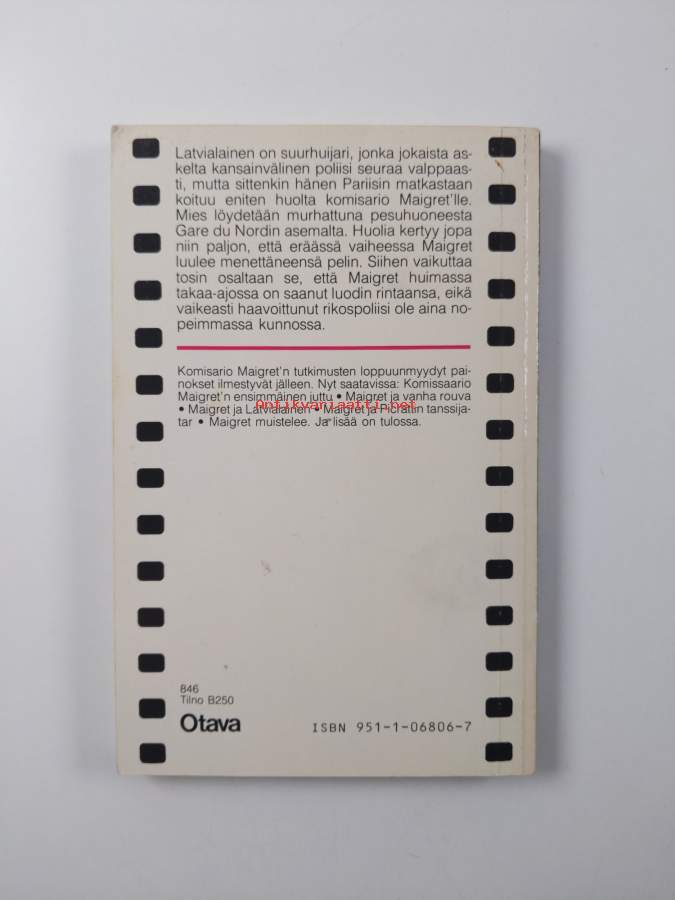 Latvialainen on suurhuijari, jonka jokaista as-
kelta kansainvälinen poliisi seuraa valppaas-
ti, mutta sittenkin hänen Pariisin matkastaan
koituu eniten huolta komisario Maigret'lle.
Mies löydetään murhattuna pesuhuoneesta
Gare du Nordin asemalta. Huolia kertyy jopa
niin paljon, että eräässä vaiheessa Maigret
luulee menettäneensä pelin. Siihen vaikuttaa
tosin osaltaan se, että Maigret huimassa
takaa-ajossa on saanut luodin rintaansa, eikä
vaikeasti haavoittunut rikospoliisi ole aina no-
peimmassa kunnossa.
Komisario Maigret'n tutkimusten loppuunmyydyt pai-
nokset ilmestyvät jälleen. Nyt saatavissa: Komissaario
Maigret'n ensimmäinen juttu • Maigret ja vanha rouva
• Maigret ja Latvialainen • Maigret ja Picrattin tanssija-
tar • Maigret muistelee. Ja lisää on tulossa.
Antikvariaatti.net
846
Tilno B250
Otava
ISBN 951-1-06806-7